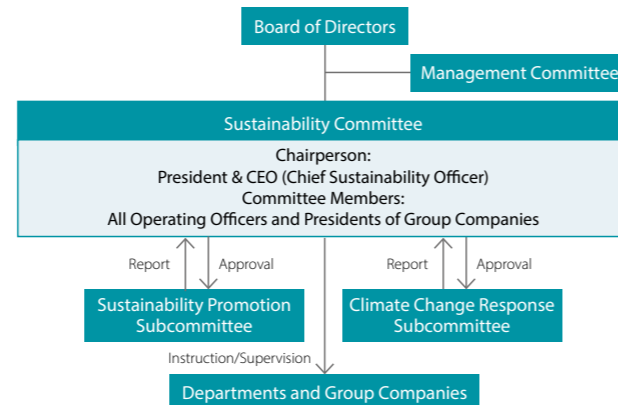 Board of Directors
Management Committee
Sustainability Committee
Chairperson:
President & CEO (Chief Sustainability Officer)
Committee Members:
All Operating Officers and Presidents of Group Companies
Report
Approval
Report
Approval
Sustainability Promotion
Subcommittee
Climate Change Response
Subcommittee
Instruction/Supervision
Departments and Group Companies